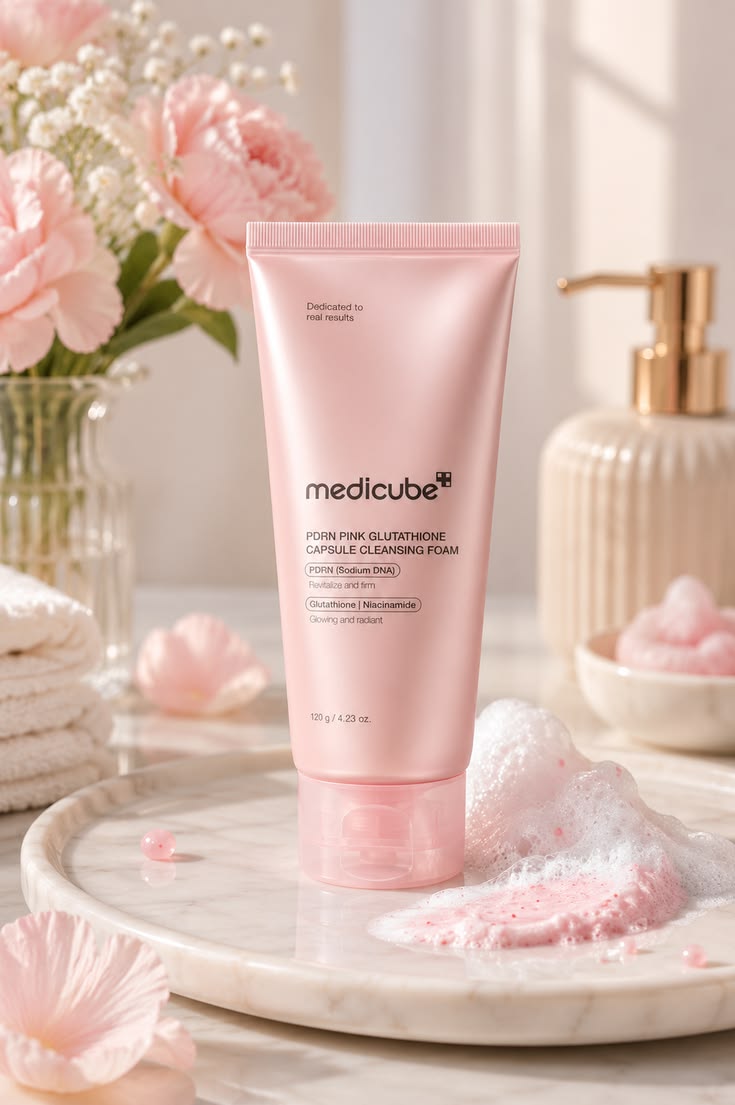 Dedicated to
real results
medicube
PDRN PINK GLUTATHIONE
CAPSULE CLEANSING FOAM
PDRN (Sodium DNA)
Revitalize and firm
Glutathione | Niacinamide
Glowing and radiant
120 g / 4.23 oz.